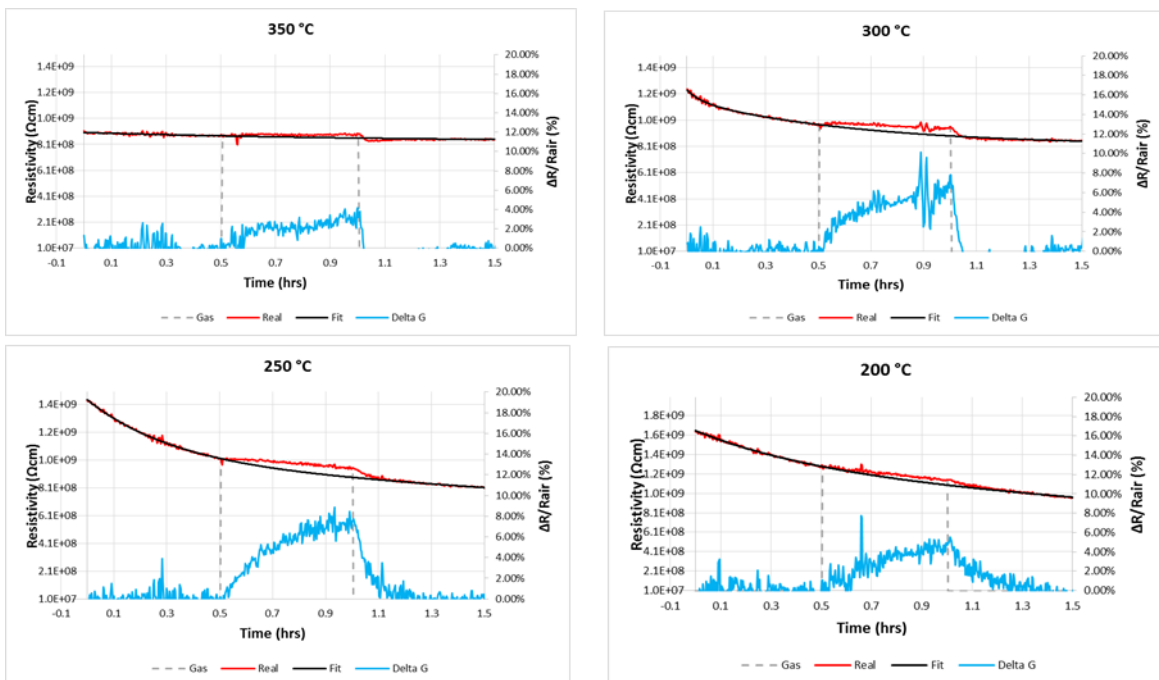 350 °C
Resistivity (Ωcm)
1.4E+09
1.2E+09
1.0E+09
8.1E+08
6.1E+08
4.1E+08
2.1E+08
1.0E+07
20.00%
18.00%
16.00%
14.00%
12.00%
10.00%
8.00%
6.00%
4.00%
2.00%
0.00%
ΔR/Rair (%)
-0.1 0.1 0.3 0.5 0.7 0.9 1.1 1.3 1.5
Time (hrs)
Gas Real Fit Delta G
300 °C
Resistivity (Ωcm)
1.4E+09
1.2E+09
1.0E+09
8.1E+08
6.1E+08
4.1E+08
2.1E+08
1.0E+07
20.00%
18.00%
16.00%
14.00%
12.00%
10.00%
8.00%
6.00%
4.00%
2.00%
0.00%
ΔR/Rair (%)
-0.1 0.1 0.3 0.5 0.7 0.9 1.1 1.3 1.5
Time (hrs)
Gas Real Fit Delta G
250 °C
Resistivity (Ωcm)
1.4E+09
1.2E+09
1.0E+09
8.1E+08
6.1E+08
4.1E+08
2.1E+08
1.0E+07
20.00%
18.00%
16.00%
14.00%
12.00%
10.00%
8.00%
6.00%
4.00%
2.00%
0.00%
ΔR/Rair (%)
-0.1 0.1 0.3 0.5 0.7 0.9 1.1 1.3 1.5
Time (hrs)
Gas Real Fit Delta G
200 °C
Resistivity (Ωcm)
1.8E+09
1.6E+09
1.4E+09
1.2E+09
1.0E+09
8.1E+08
6.1E+08
4.1E+08
2.1E+08
1.0E+07
20.00%
18.00%
16.00%
14.00%
12.00%
10.00%
8.00%
6.00%
4.00%
2.00%
0.00%
ΔR/Rair (%)
-0.1 0.1 0.3 0.5 0.7 0.9 1.1 1.3 1.5
Time (hrs)
Gas Real Fit Delta G